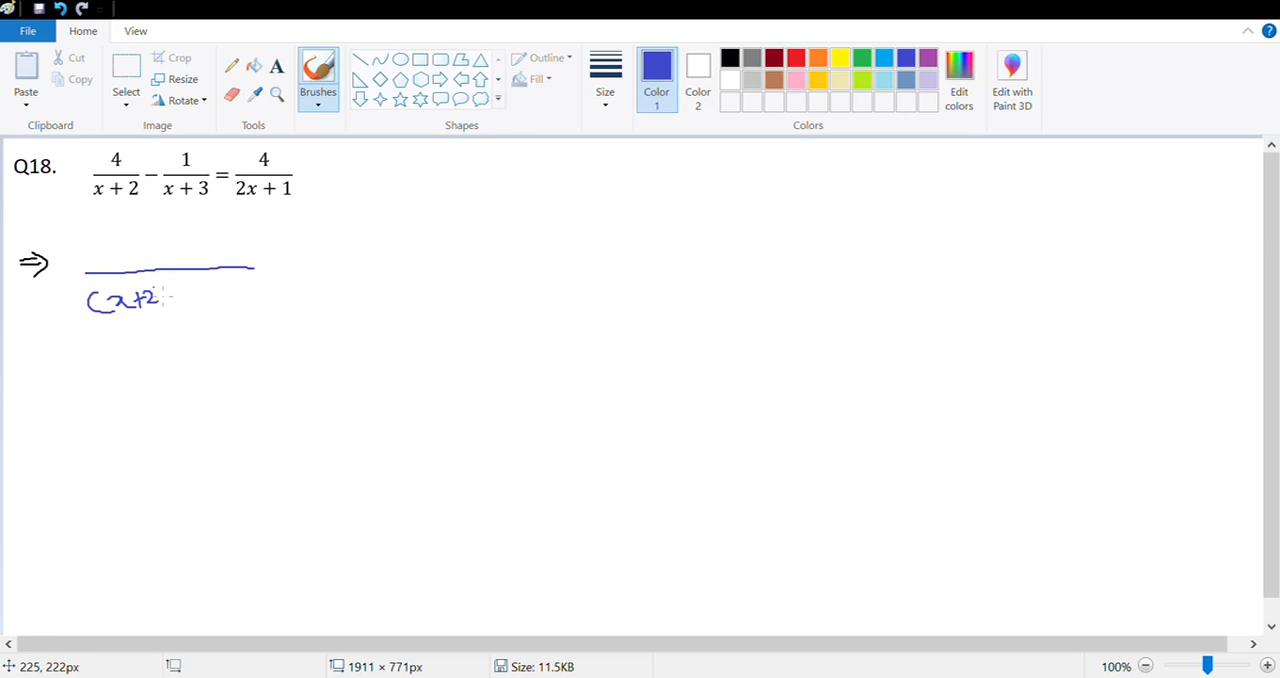 File Home View
Paste
Cut
Copy
Clipboard
Select
Crop
Resize
Rotate
Image
A
Tools
Brushes
Shapes
Outline
Fill
Size
Color 1
Color 2
Colors
Edit colors
Edit with Paint 3D
Q18. 4/(x + 2) − 1/(x + 3) = 4/(2x + 1)
⇒
(x+2
225, 222px 1911 × 771px Size: 11.5KB 100%